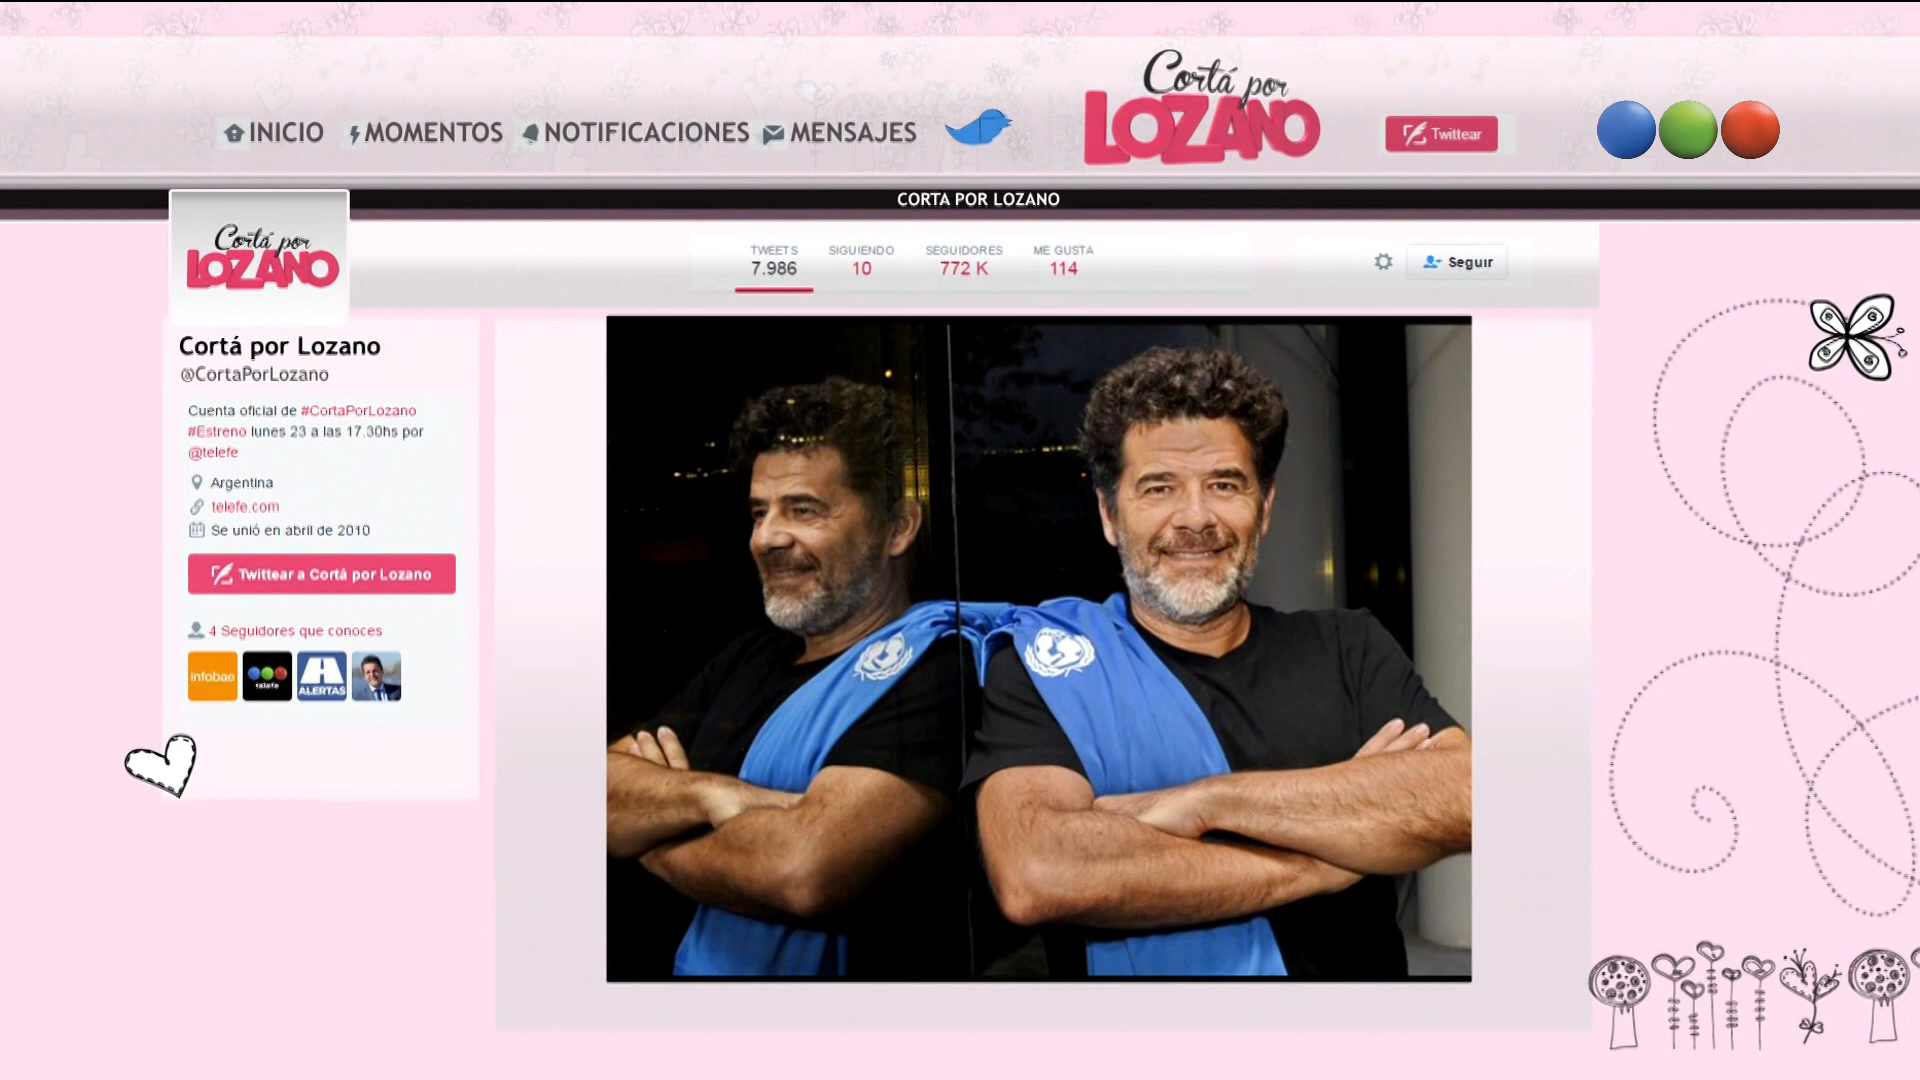 Cortá por
LOZANO
INICIO MOMENTOS NOTIFICACIONES MENSAJES
Twittear
CORTA POR LOZANO
Cortá por
LOZANO
TWEETS SIGUIENDO SEGUIDORES ME GUSTA
7.986 10 772 K 114
Seguir
Cortá por Lozano
@CortaPorLozano
Cuenta oficial de #CortaPorLozano
#Estreno lunes 23 a las 17.30hs por
@telefe
Argentina
telefe.com
Se unió en abril de 2010
Twittear a Cortá por Lozano
4 Seguidores que conoces
infobae
telefe
ALERTAS